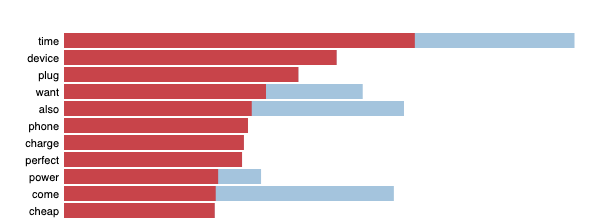 time
device
plug
want
also
phone
charge
perfect
power
come
cheap